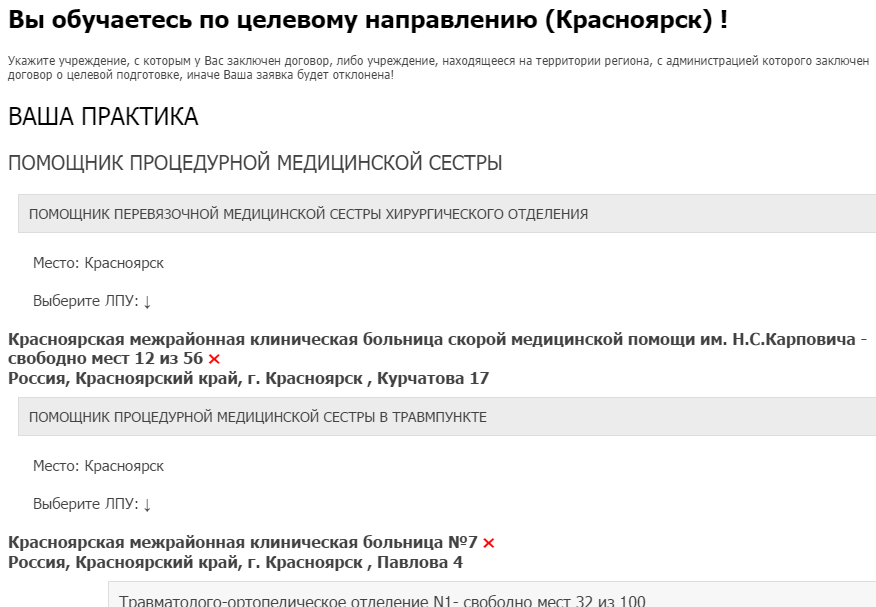 Вы обучаетесь по целевому направлению (Красноярск) !
Укажите учреждение, с которым у Вас заключен договор, либо учреждение, находящееся на территории региона, с администрацией которого заключен
договор о целевой подготовке, иначе Ваша заявка будет отклонена!
ВАША ПРАКТИКА
ПОМОЩНИК ПРОЦЕДУРНОЙ МЕДИЦИНСКОЙ СЕСТРЫ
ПОМОЩНИК ПЕРЕВЯЗОЧНОЙ МЕДИЦИНСКОЙ СЕСТРЫ ХИРУРГИЧЕСКОГО ОТДЕЛЕНИЯ
Место: Красноярск
Выберите ЛПУ: ↓
Красноярская межрайонная клиническая больница скорой медицинской помощи им. Н.С.Карповича -
свободно мест 12 из 56 ×
Россия, Красноярский край, г. Красноярск , Курчатова 17
ПОМОЩНИК ПРОЦЕДУРНОЙ МЕДИЦИНСКОЙ СЕСТРЫ В ТРАВМПУНКТЕ
Место: Красноярск
Выберите ЛПУ: ↓
Красноярская межрайонная клиническая больница №7 ×
Россия, Красноярский край, г. Красноярск , Павлова 4
Травматолого-ортопедическое отделение N1- свободно мест 32 из 100